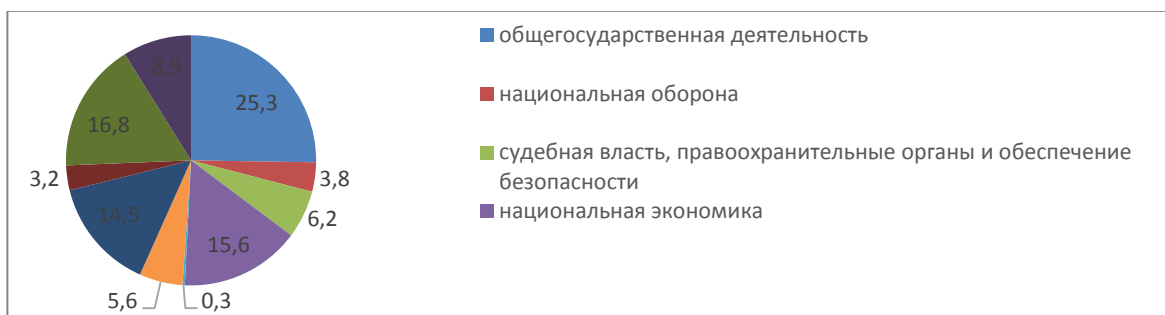 8,9
25,3
16,8
3,2
3,8
14,5
6,2
15,6
5,6
0,3
общегосударственная деятельность
национальная оборона
судебная власть, правоохранительные органы и обеспечение
безопасности
национальная экономика